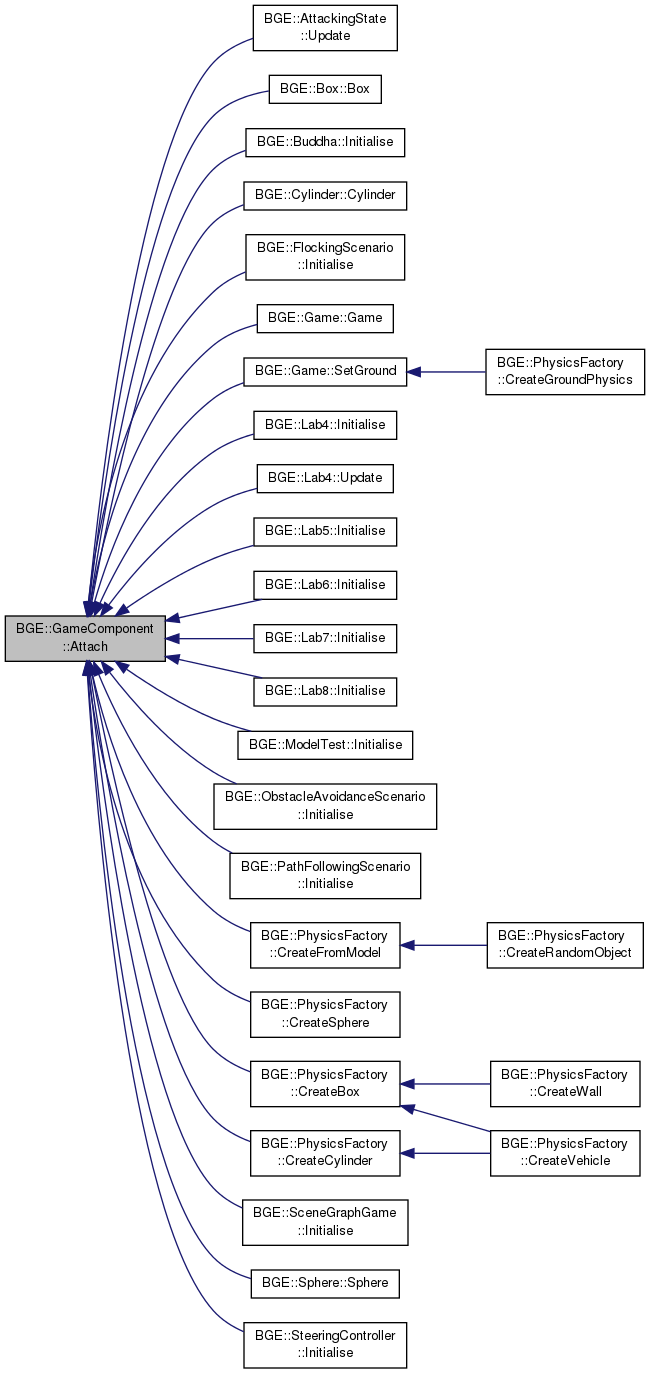 BGE::AttackingState
::Update
BGE::Box::Box
BGE::Buddha::Initialise
BGE::Cylinder::Cylinder
BGE::FlockingScenario
::Initialise
BGE::Game::Game
BGE::Game::SetGround
BGE::PhysicsFactory
::CreateGroundPhysics
BGE::Lab4::Initialise
BGE::Lab4::Update
BGE::Lab5::Initialise
BGE::Lab6::Initialise
BGE::GameComponent
::Attach
BGE::Lab7::Initialise
BGE::Lab8::Initialise
BGE::ModelTest::Initialise
BGE::ObstacleAvoidanceScenario
::Initialise
BGE::PathFollowingScenario
::Initialise
BGE::PhysicsFactory
::CreateFromModel
BGE::PhysicsFactory
::CreateRandomObject
BGE::PhysicsFactory
::CreateSphere
BGE::PhysicsFactory
::CreateBox
BGE::PhysicsFactory
::CreateWall
BGE::PhysicsFactory
::CreateCylinder
BGE::PhysicsFactory
::CreateVehicle
BGE::SceneGraphGame
::Initialise
BGE::Sphere::Sphere
BGE::SteeringController
::Initialise